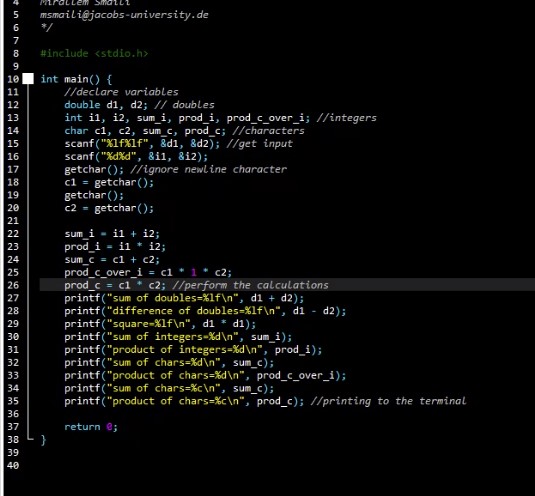 4 Mirallem Smaili
5 msmaili@jacobs-university.de
6 */
7
8 #include <stdio.h>
9
10 int main() {
11 //declare variables
12 double d1, d2; // doubles
13 int i1, i2, sum_i, prod_i, prod_c_over_i; //integers
14 char c1, c2, sum_c, prod_c; //characters
15 scanf("%lf%lf", &d1, &d2); //get input
16 scanf("%d%d", &i1, &i2);
17 getchar(); //ignore newline character
18 c1 = getchar();
19 getchar();
20 c2 = getchar();
21
22 sum_i = i1 + i2;
23 prod_i = i1 * i2;
24 sum_c = c1 + c2;
25 prod_c_over_i = c1 * 1 * c2;
26 prod_c = c1 * c2; //perform the calculations
27 printf("sum of doubles=%lf\n", d1 + d2);
28 printf("difference of doubles=%lf\n", d1 - d2);
29 printf("square=%lf\n", d1 * d1);
30 printf("sum of integers=%d\n", sum_i);
31 printf("product of integers=%d\n", prod_i);
32 printf("sum of chars=%d\n", sum_c);
33 printf("product of chars=%d\n", prod_c_over_i);
34 printf("sum of chars=%c\n", sum_c);
35 printf("product of chars=%c\n", prod_c); //printing to the terminal
36
37 return 0;
38 }
39
40